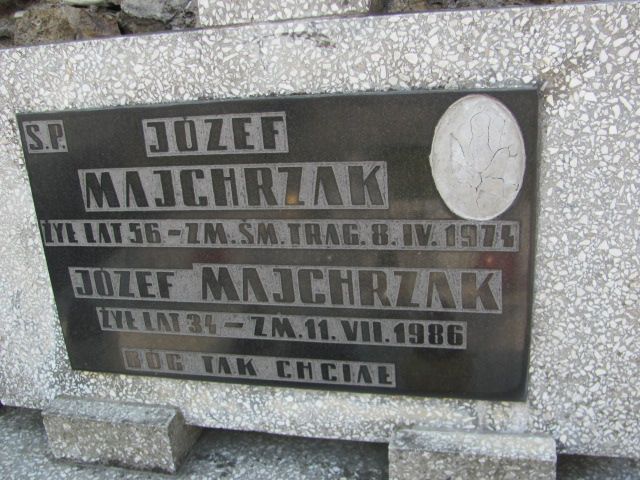 Ś.P. JÓZEF
MAJCHRZAK
ŻYŁ LAT 56.-ZM.ŚM.TRAG.8.IV.1974
JÓZEF MAJCHRZAK
ŻYŁ LAT 34 - ZM.11.VII.1986
BÓG TAK CHCIAŁ